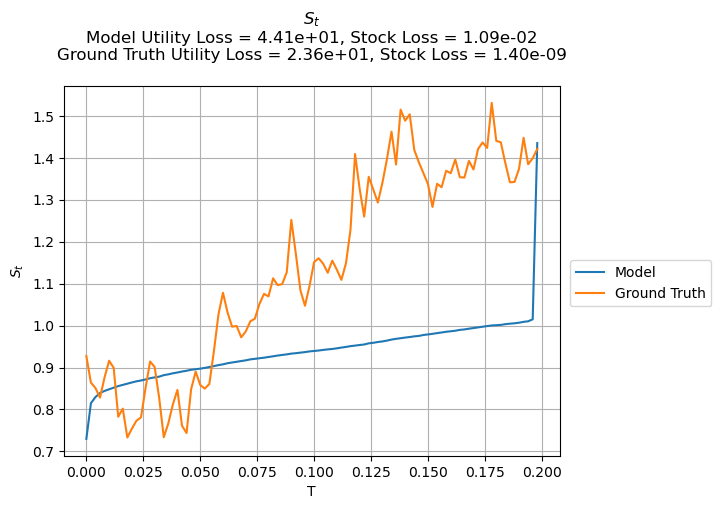 S_t
Model Utility Loss = 4.41e+01, Stock Loss = 1.09e-02
Ground Truth Utility Loss = 2.36e+01, Stock Loss = 1.40e-09
1.5
1.4
1.3
1.2
1.1
1.0
0.9
0.8
0.7
S_t
0.000 0.025 0.050 0.075 0.100 0.125 0.150 0.175 0.200
T
Model
Ground Truth